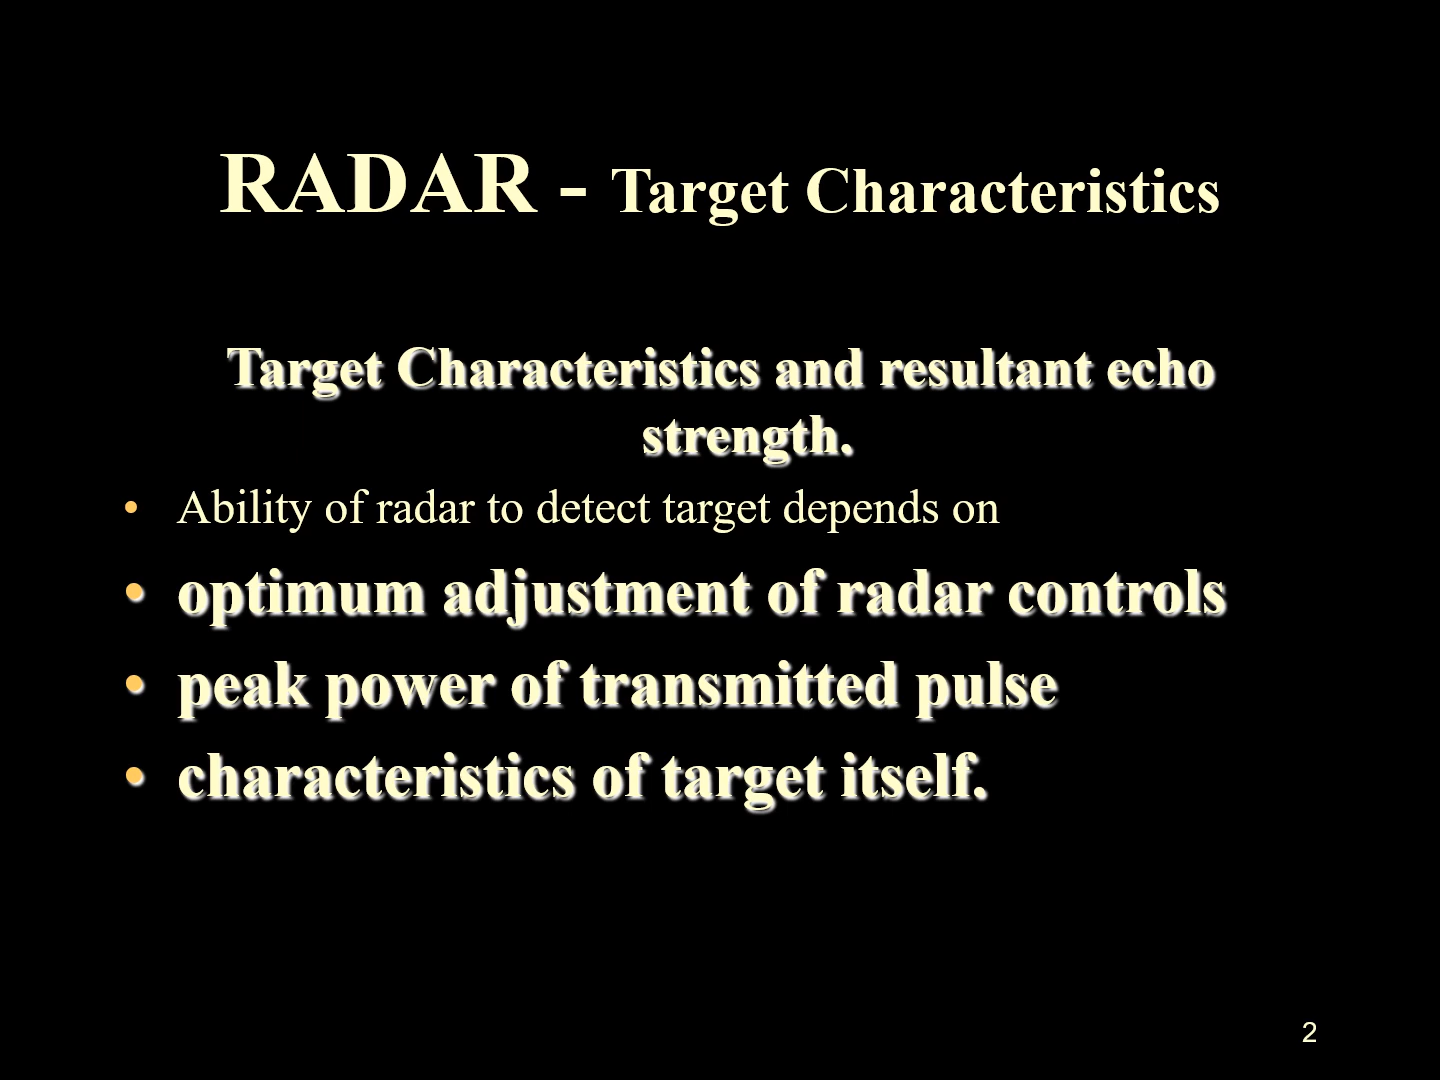 RADAR - Target Characteristics
Target Characteristics and resultant echo
strength.
• Ability of radar to detect target depends on
• optimum adjustment of radar controls
• peak power of transmitted pulse
• characteristics of target itself.
2